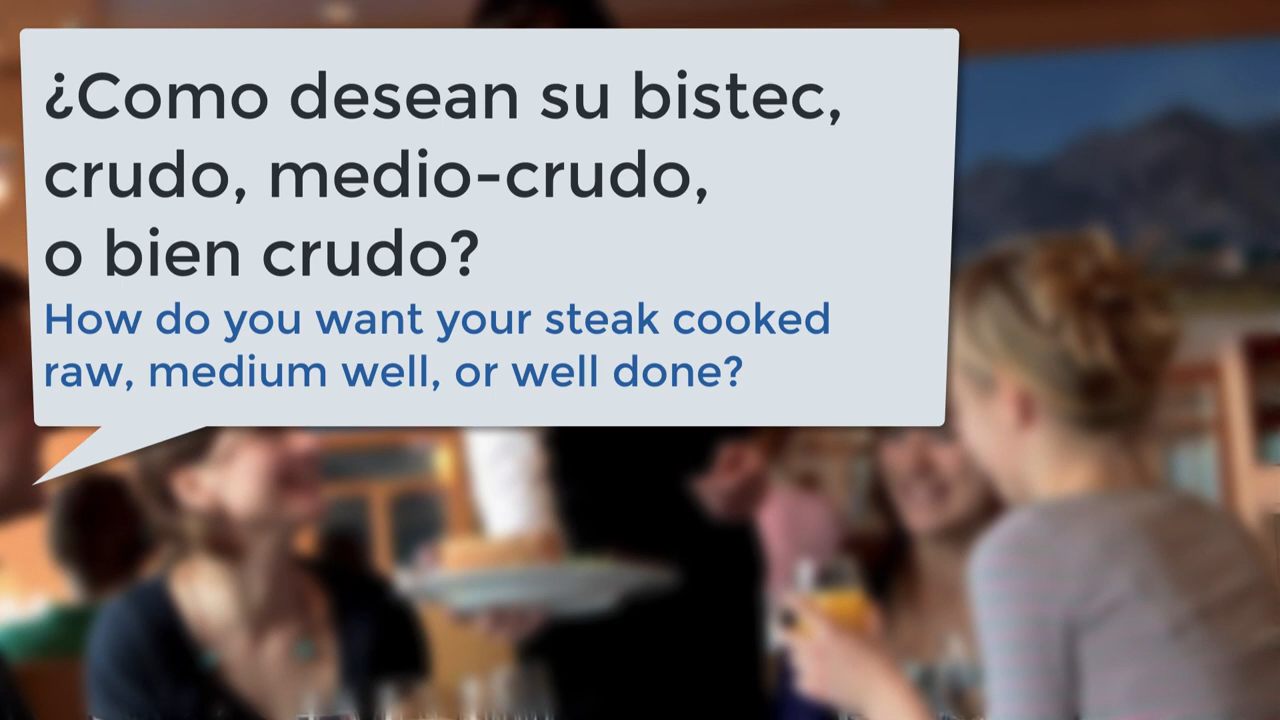 ¿Como desean su bistec,
crudo, medio-crudo,
o bien crudo?
How do you want your steak cooked
raw, medium well, or well done?